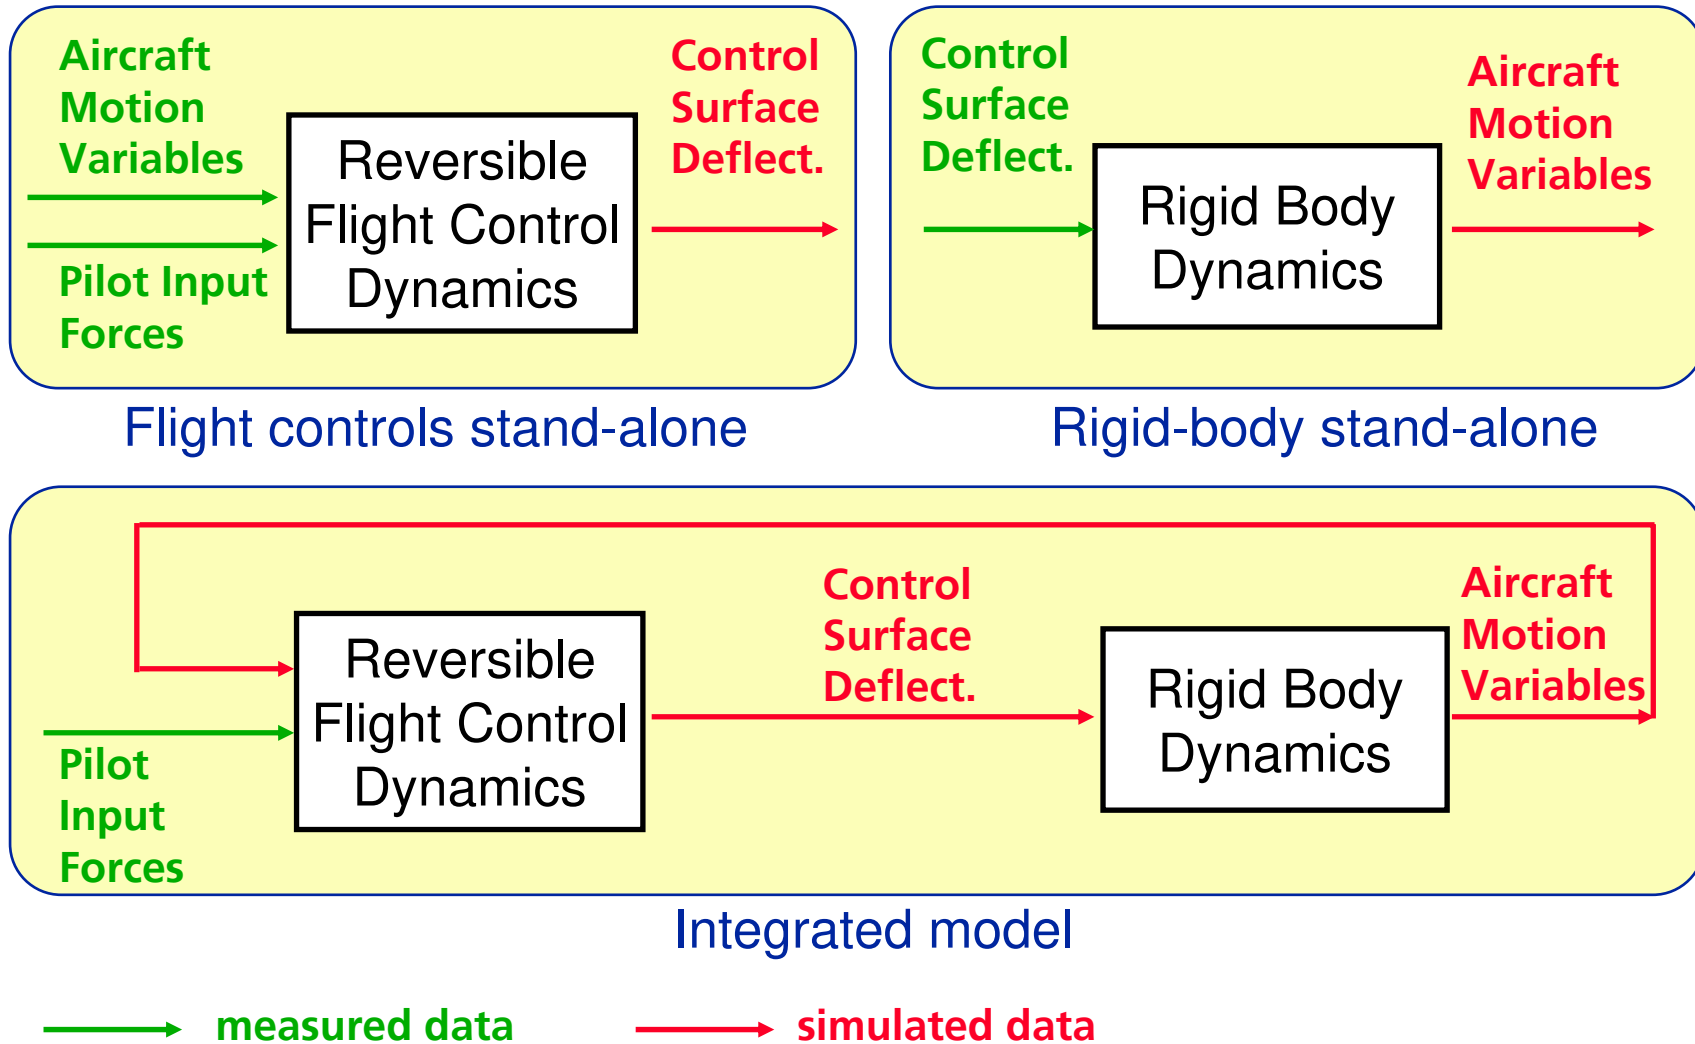 Aircraft
Motion
Variables
Pilot Input
Forces
Reversible
Flight Control
Dynamics
Control
Surface
Deflect.
Flight controls stand-alone
Control
Surface
Deflect.
Rigid Body
Dynamics
Aircraft
Motion
Variables
Rigid-body stand-alone
Pilot
Input
Forces
Reversible
Flight Control
Dynamics
Control
Surface
Deflect.
Rigid Body
Dynamics
Aircraft
Motion
Variables
Integrated model
measured data
simulated data